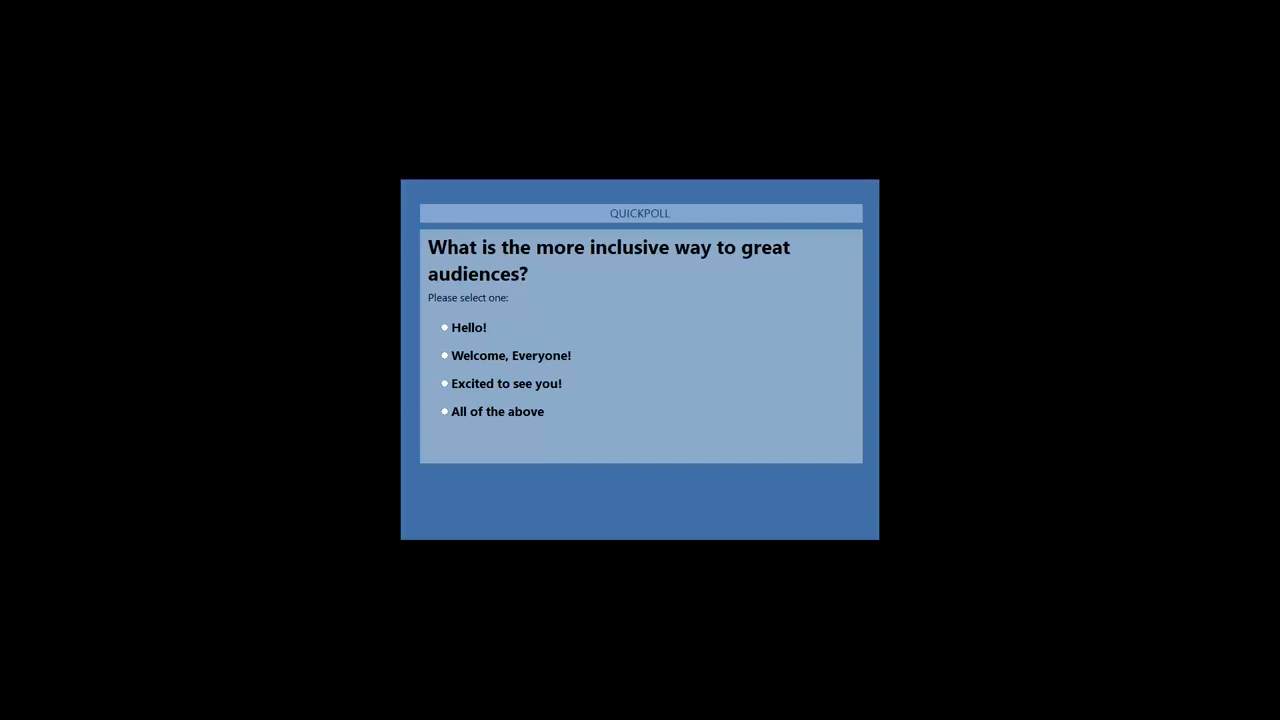 QUICKPOLL
What is the more inclusive way to great
audiences?
Please select one:
Hello!
Welcome, Everyone!
Excited to see you!
All of the above